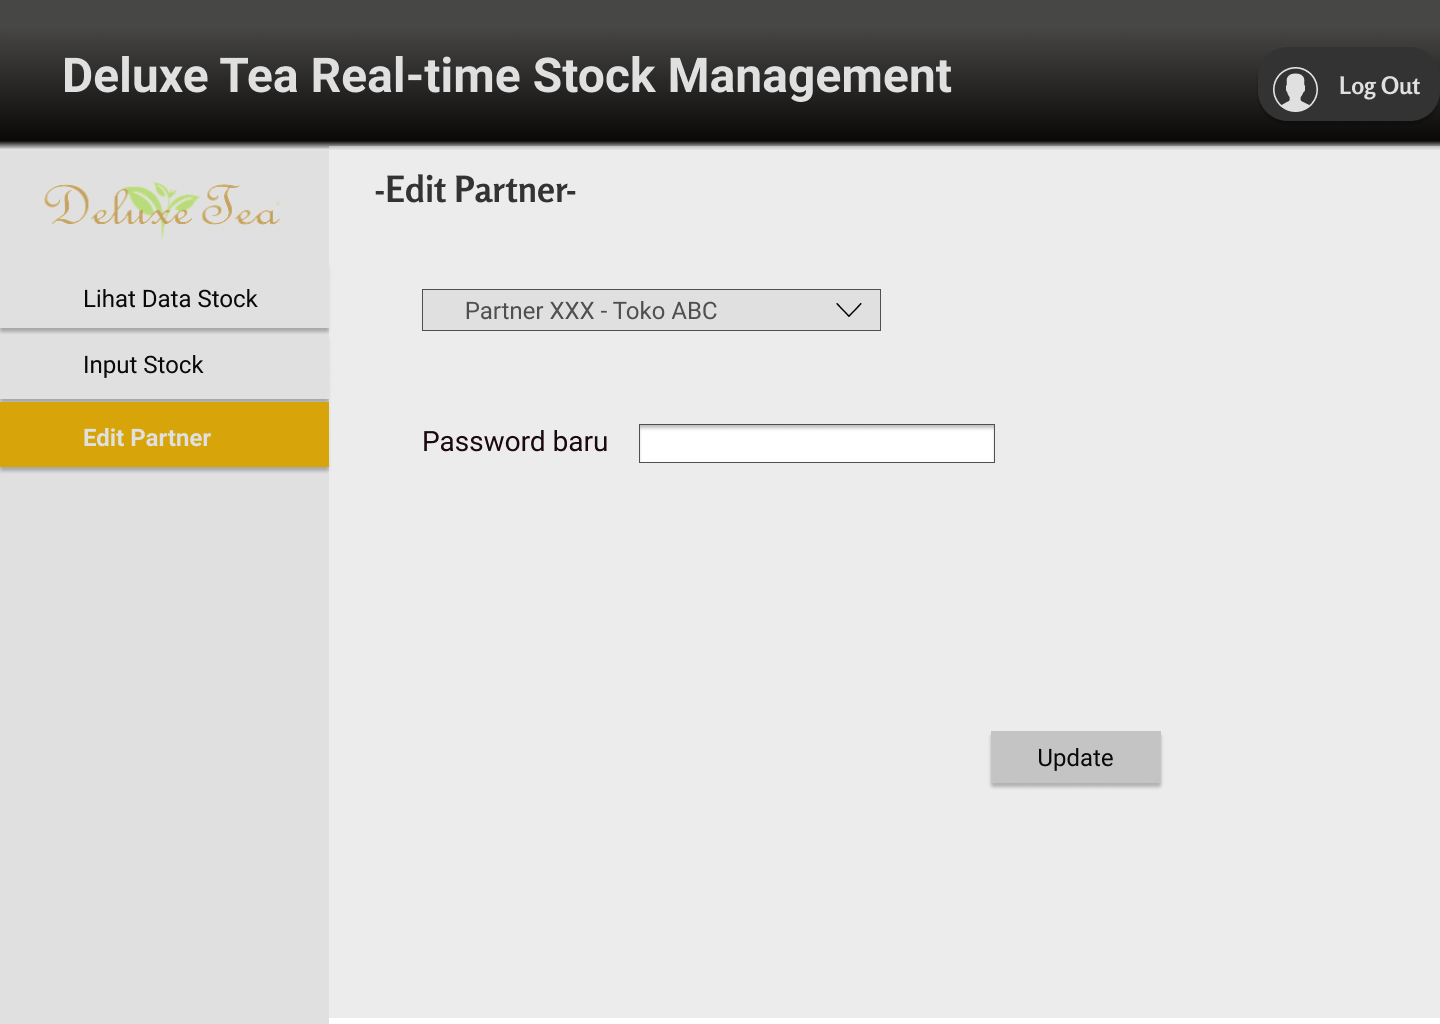 Deluxe Tea Real-time Stock Management
Log Out
Deluxe Tea
-Edit Partner-
Lihat Data Stock
Input Stock
Edit Partner
Partner XXX - Toko ABC
Password baru
Update